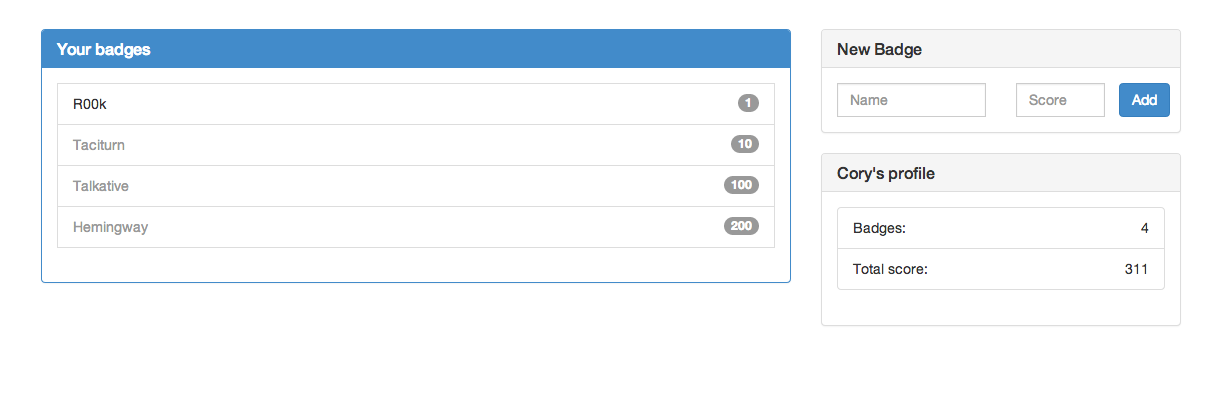 Your badges
R00k 1
Taciturn 10
Talkative 100
Hemingway 200
New Badge
Name Score Add
Cory's profile
Badges: 4
Total score: 311